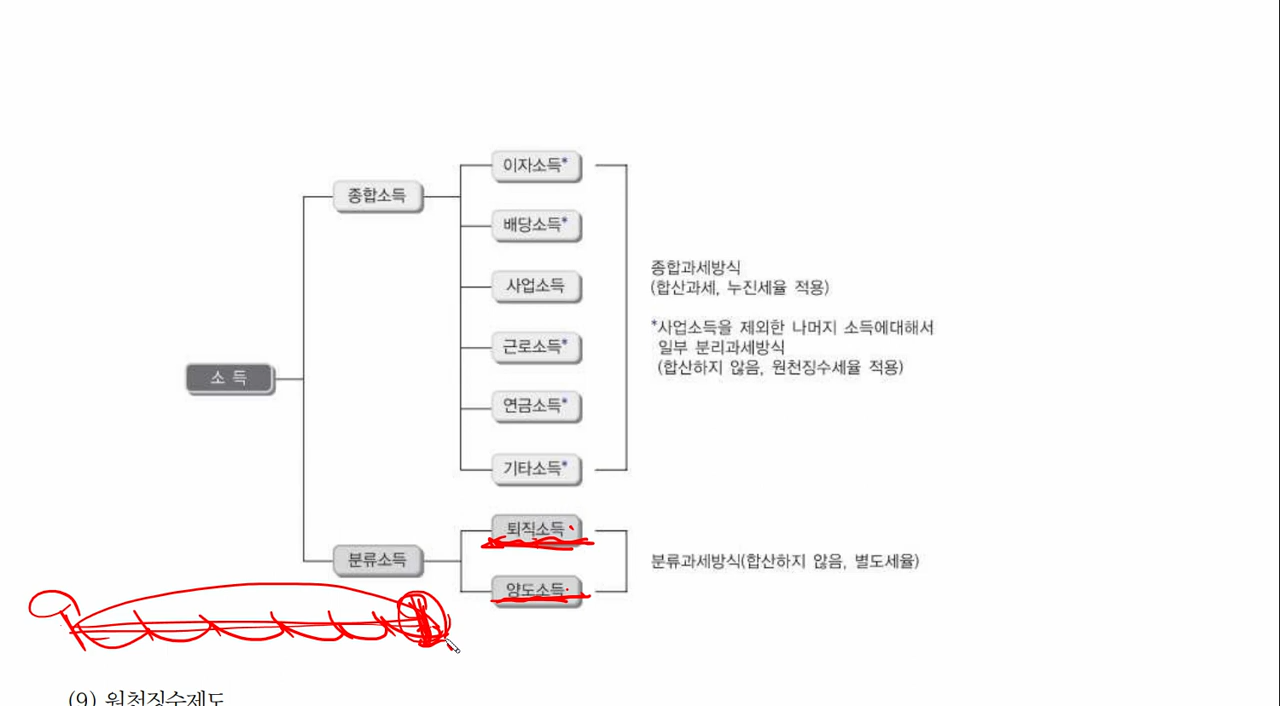 이자소득*
종합소득
배당소득*
사업소득
종합과세방식
(합산과세, 누진세율 적용)
*사업소득을 제외한 나머지 소득에대해서
일부 분리과세방식
(합산하지 않음, 원천징수세율 적용)
근로소득*
소 득
연금소득*
기타소득*
퇴직소득
분류소득
분류과세방식(합산하지 않음, 별도세율)
양도소득
(9) 원천징수제도